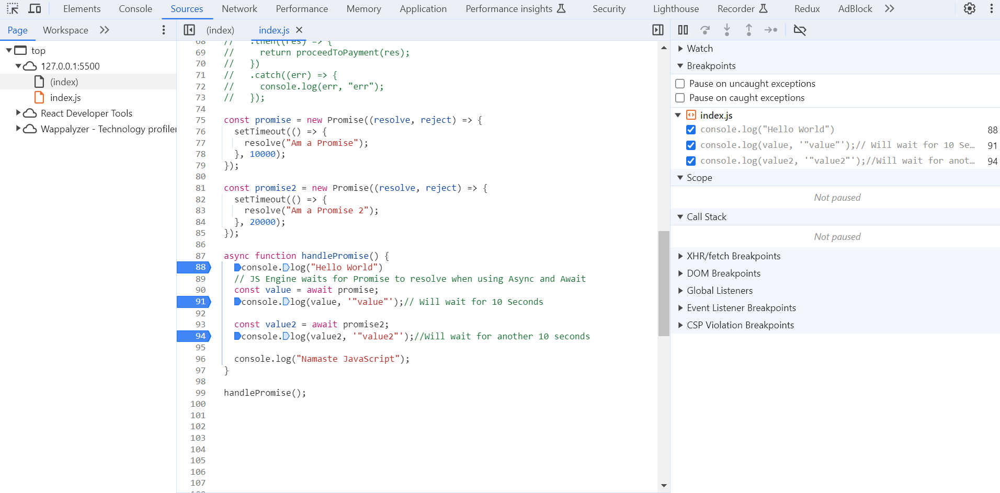 Elements Console Sources Network Performance Memory Application Performance insights Security Lighthouse Recorder Redux AdBlock
Page Workspace
(index) index.js
top
127.0.0.1:5500
(index)
index.js
React Developer Tools
Wappalyzer - Technology profiler
68 // .then((res) => {
69 // return proceedToPayment(res);
70 // })
71 // .catch((err) => {
72 // console.log(err, "err");
73 // });
74
75 const promise = new Promise((resolve, reject) => {
76 setTimeout(() => {
77 resolve("Am a Promise");
78 }, 10000);
79 });
80
81 const promise2 = new Promise((resolve, reject) => {
82 setTimeout(() => {
83 resolve("Am a Promise 2");
84 }, 20000);
85 });
86
87 async function handlePromise() {
88 console.log("Hello World")
89 // JS Engine waits for Promise to resolve when using Async and Await
90 const value = await promise;
91 console.log(value, '"value"');// Will wait for 10 Seconds
92
93 const value2 = await promise2;
94 console.log(value2, '"value2"');//Will wait for another 10 seconds
95
96 console.log("Namaste JavaScript");
97 }
98
99 handlePromise();
100
101
102
103
104
105
106
107
Watch
Breakpoints
Pause on uncaught exceptions
Pause on caught exceptions
index.js
console.log("Hello World") 88
console.log(value, '"value"');// Will wait for 10 Se… 91
console.log(value2, '"value2"');//Will wait for anot… 94
Scope
Not paused
Call Stack
Not paused
XHR/fetch Breakpoints
DOM Breakpoints
Global Listeners
Event Listener Breakpoints
CSP Violation Breakpoints